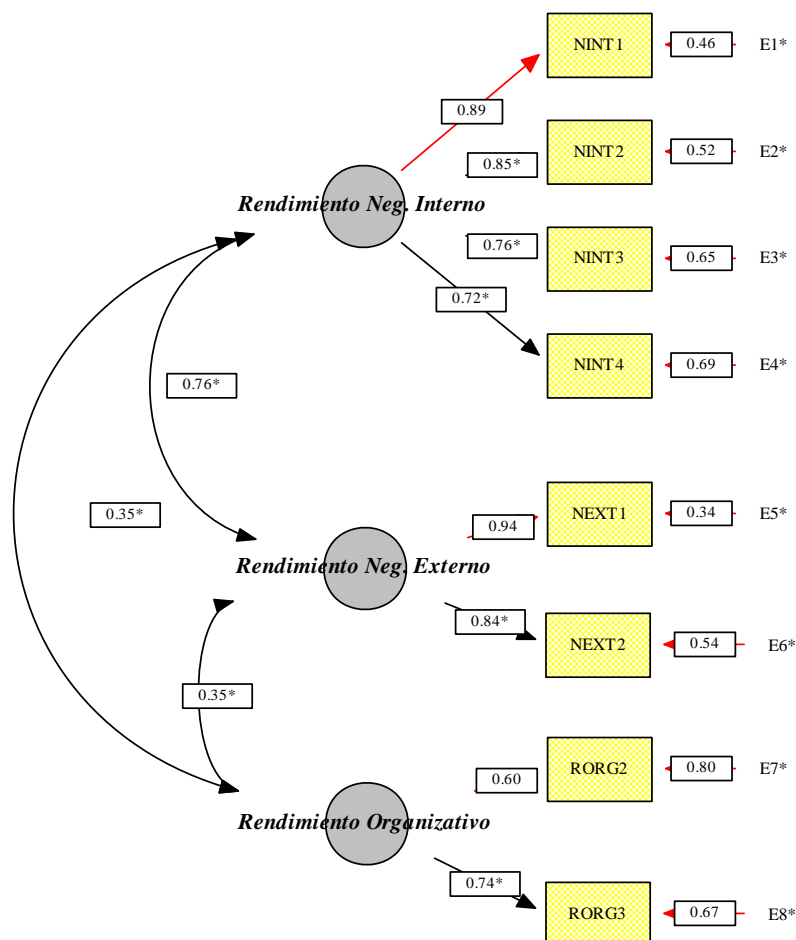 NINT1
0.46
E1*
0.89
NINT2
0.52
E2*
0.85*
Rendimiento Neg. Interno
0.76*
NINT3
0.65
E3*
0.72*
NINT4
0.69
E4*
0.76*
0.35*
NEXT1
0.34
E5*
0.94
Rendimiento Neg. Externo
0.84*
NEXT2
0.54
E6*
0.35*
RORG2
0.80
E7*
0.60
Rendimiento Organizativo
0.74*
RORG3
0.67
E8*